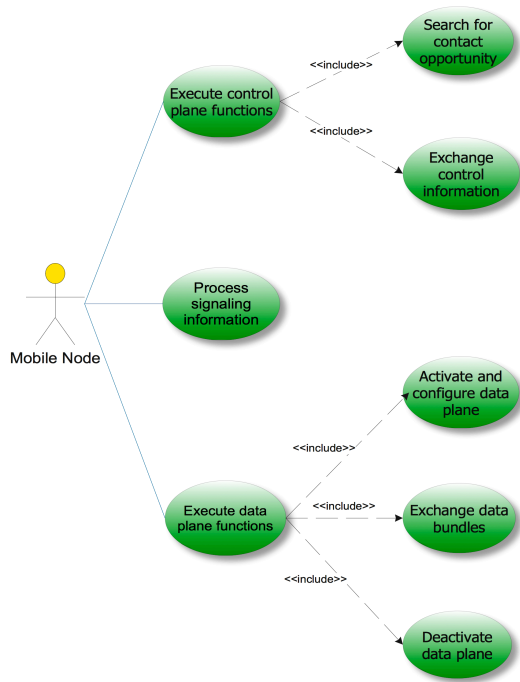 Search for
contact
opportunity
<<include>>
Execute control
plane functions
<<include>>
Exchange
control
information
Process
signaling
information
Mobile Node
Activate and
configure data
plane
<<include>>
Execute data
plane functions
<<include>>
Exchange data
bundles
<<include>>
Deactivate
data plane